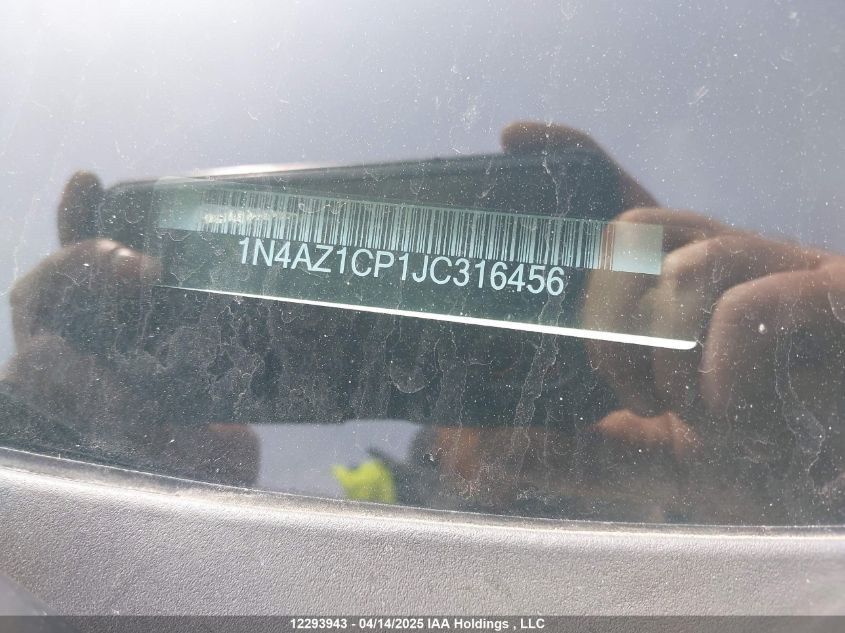 1N4AZ1CP1JC316456
12293943 - 04/14/2025 IAA Holdings , LLC